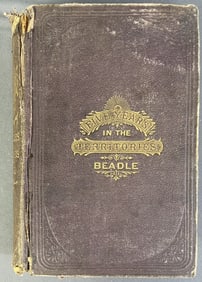 FIVE YEARS
IN THE
TERRITORIES
BEADLE